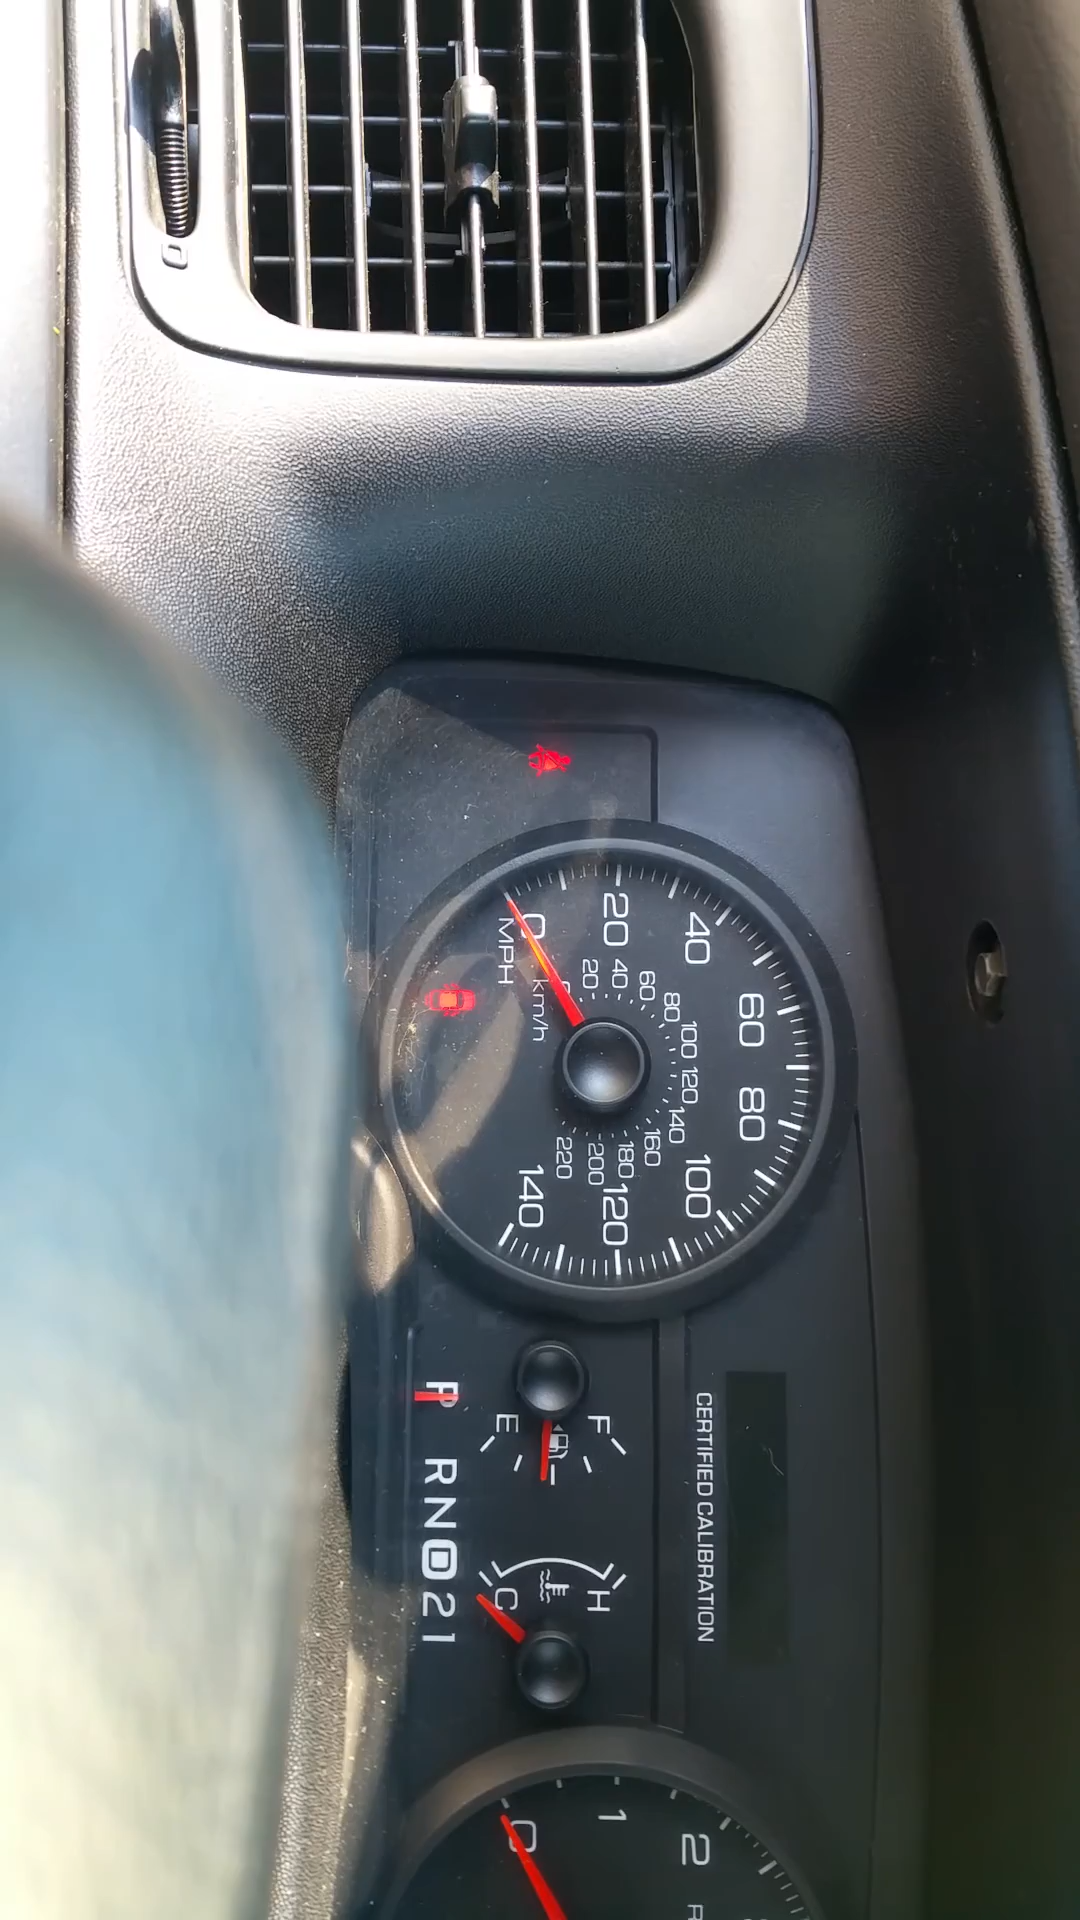 0 20 40 60 80 100 120 140
MPH
km/h
20 40 60 80 100 120 140 160 180 200 220
E F
P R N D 2 1
C H
CERTIFIED CALIBRATION
0 1 2
R